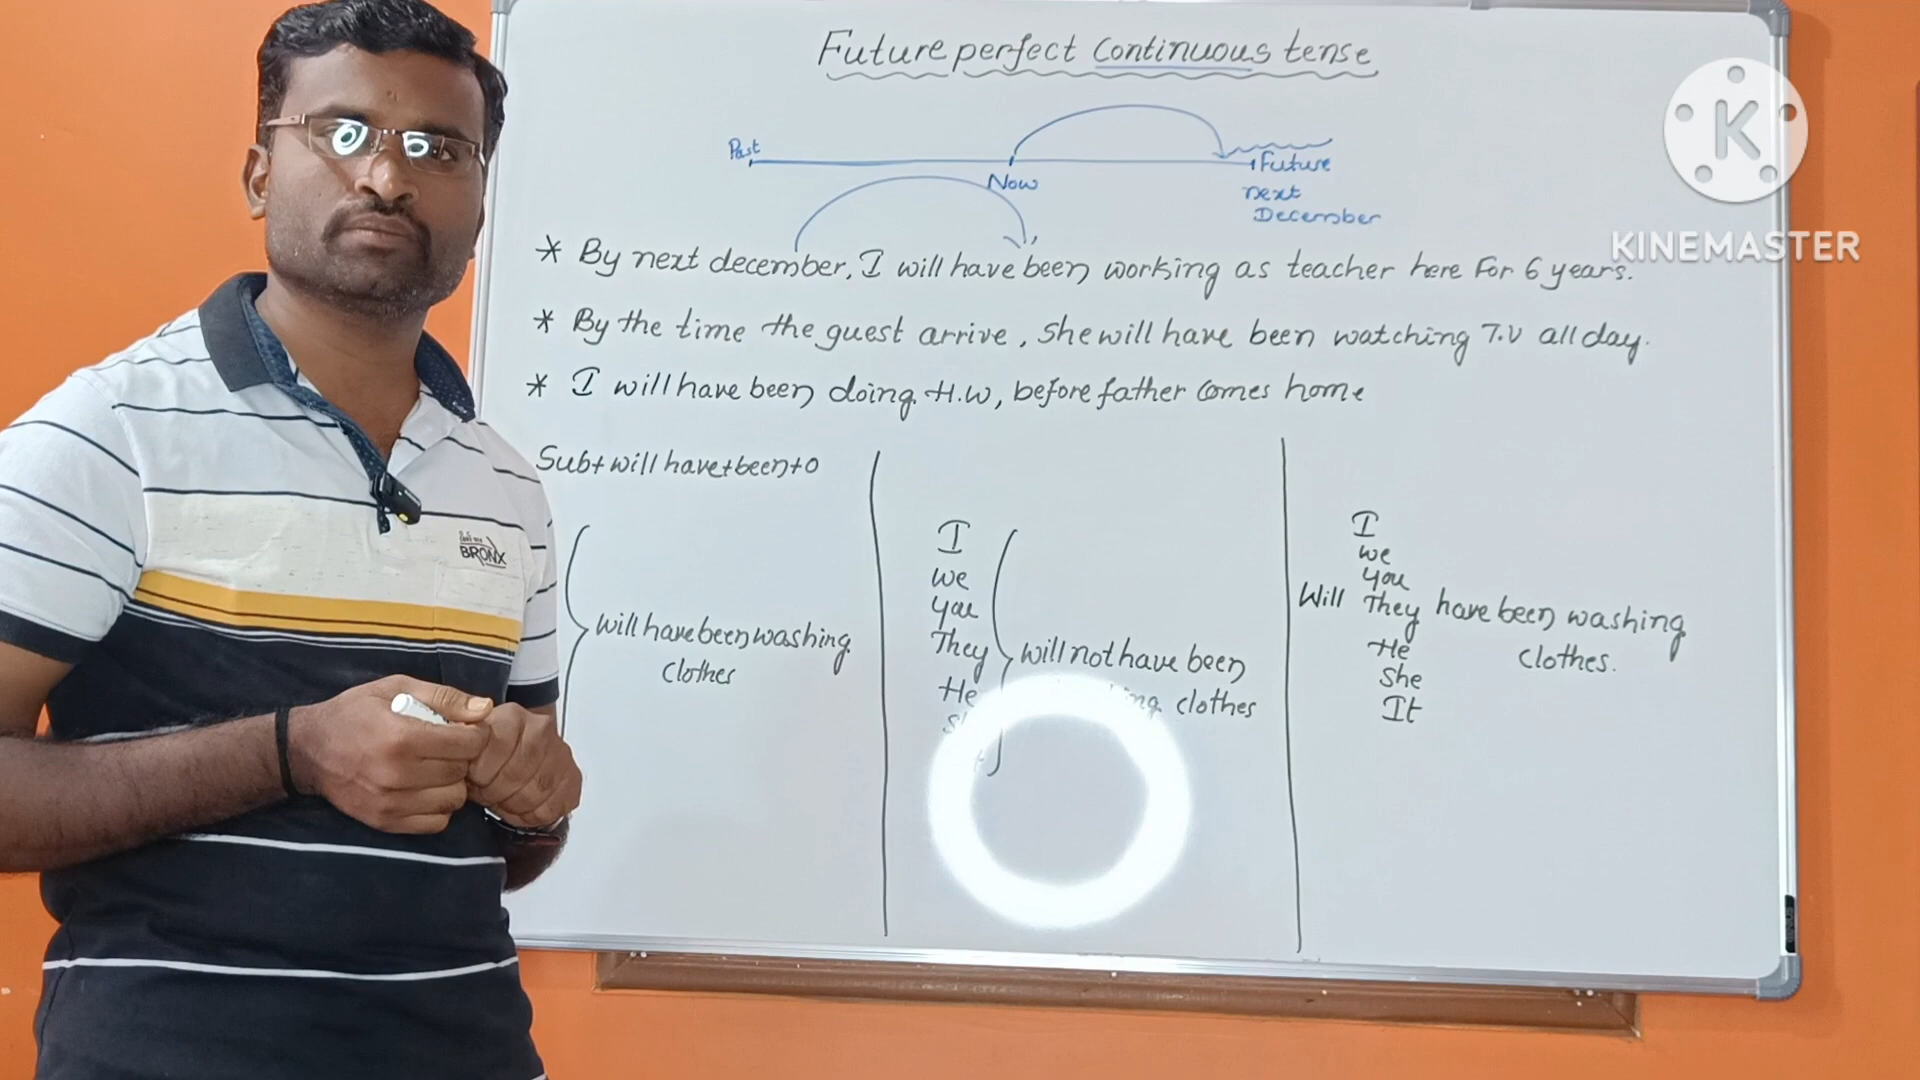 Future perfect continuous tense
Past
Now
Future
next
December
K
KINEMASTER
* By next december, I will have been working as teacher here for 6 years.
* By the time the guest arrive, She will have been watching T.V all day.
* I will have been doing H.W, before father comes home
Sub+will have+been+o
will have been washing
clothes
I
we
you
They
He
will not have been
clothes
I
we
you
Will They have been washing
He
clothes.
She
It
BRONX